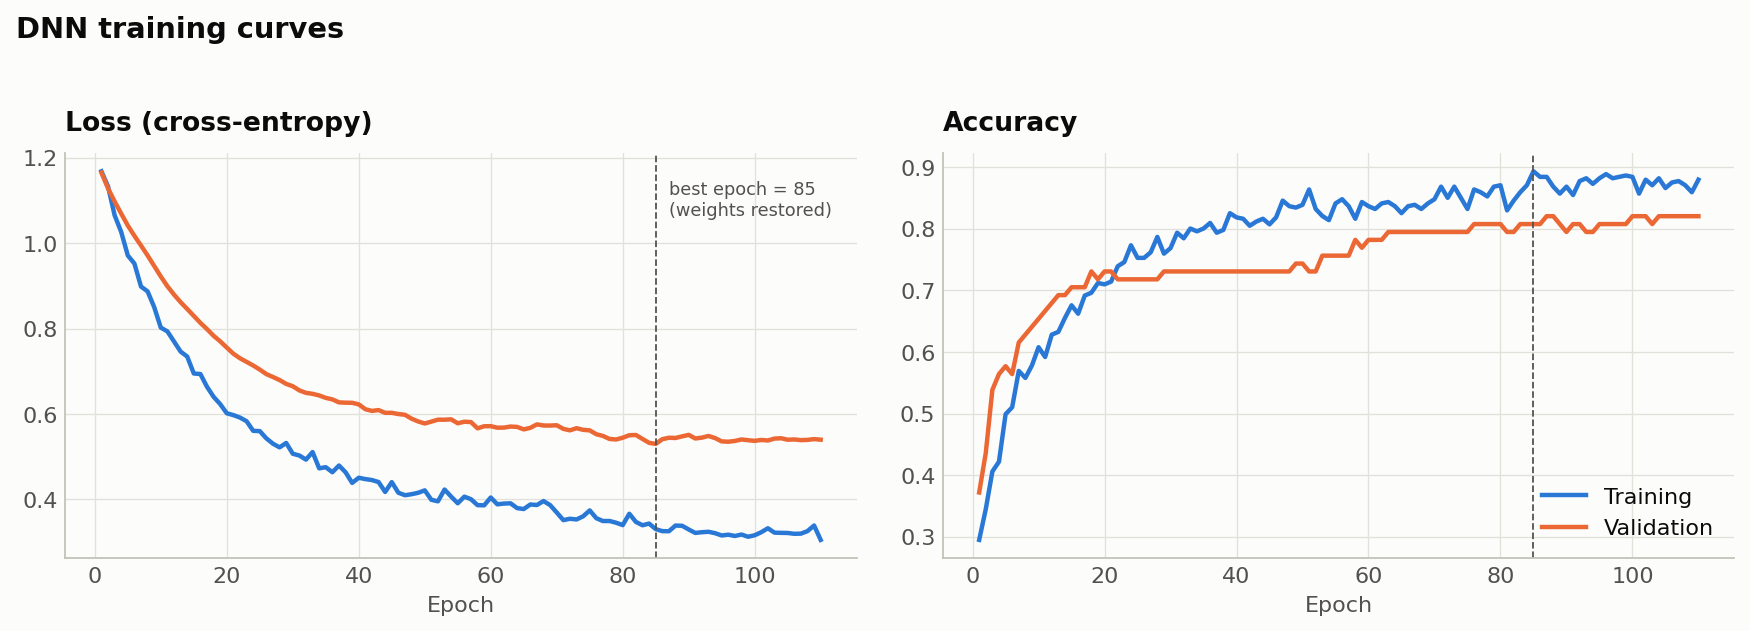 DNN training curves
Loss (cross-entropy)
1.2
1.0
0.8
0.6
0.4
best epoch = 85
(weights restored)
0 20 40 60 80 100
Epoch
Accuracy
0.9
0.8
0.7
0.6
0.5
0.4
0.3
Training
Validation
0 20 40 60 80 100
Epoch